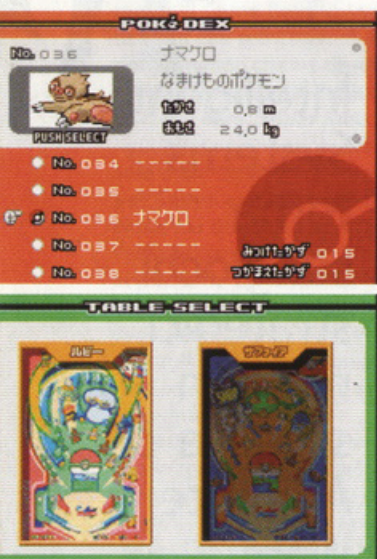 POKéDEX
No. 036 ナマクロ
なまけものポケモン
たかさ 0.8 m
おもさ 24.0 kg
PUSH SELECT
No. 034 -----
No. 035 -----
No. 036 ナマクロ
No. 037 -----
No. 038 -----
みつけたかず 015
つかまえたかず 015
TABLE SELECT
ルビー サファイア